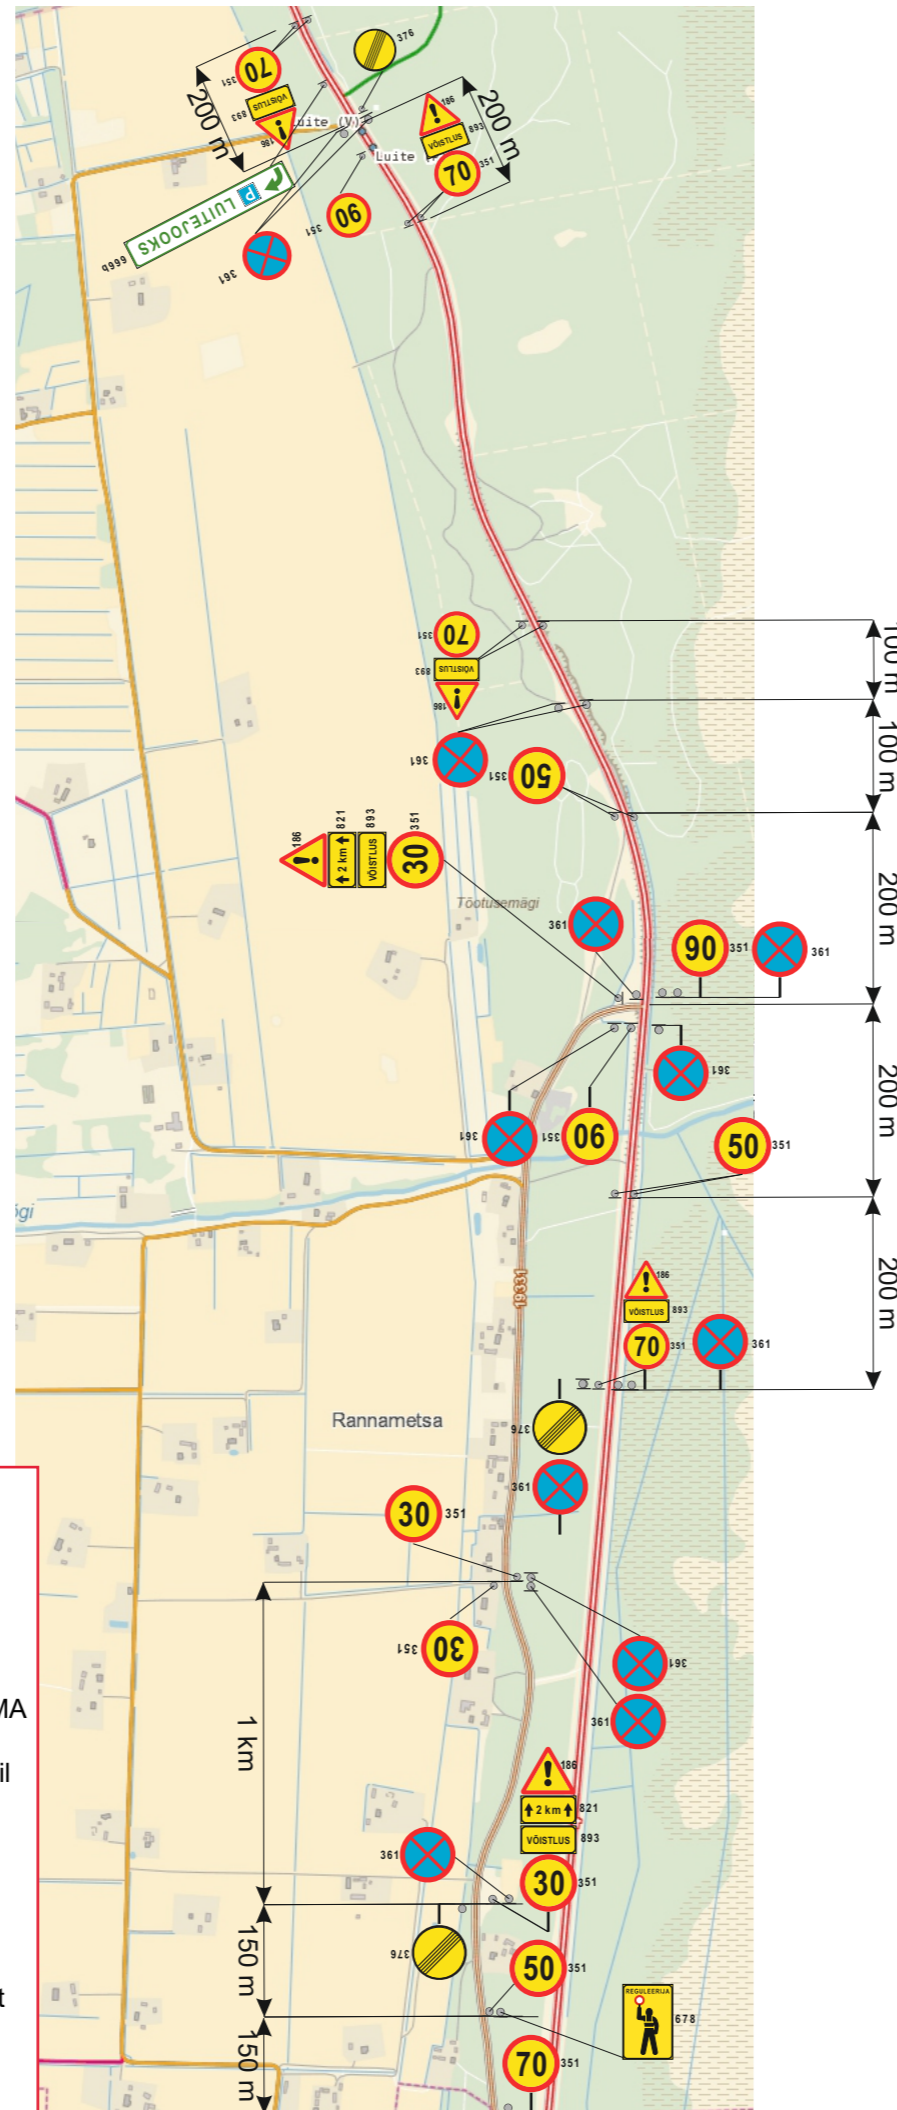 376
70
351
VÕISTLUS
893
186
200 m
Luite (V)
186
VÕISTLUS
893
70
351
200 m
Luite
P LUITEJOOKS
666b
90
351
361
70
351
VÕISTLUS
893
186
100 m
361
50
351
100 m
186
821
2 km
893
VÕISTLUS
351
30
Tõotusemägi
361
90
351
361
200 m
361
361
90
351
50
351
200 m
19331
186
VÕISTLUS
893
70
351
361
200 m
376
Rannametsa
361
30
351
30
351
361
361
1 km
MA
il
186
2 km
821
VÕISTLUS
893
361
30
351
376
150 m
50
351
REGULEERIJA
678
t
70
351
150 m